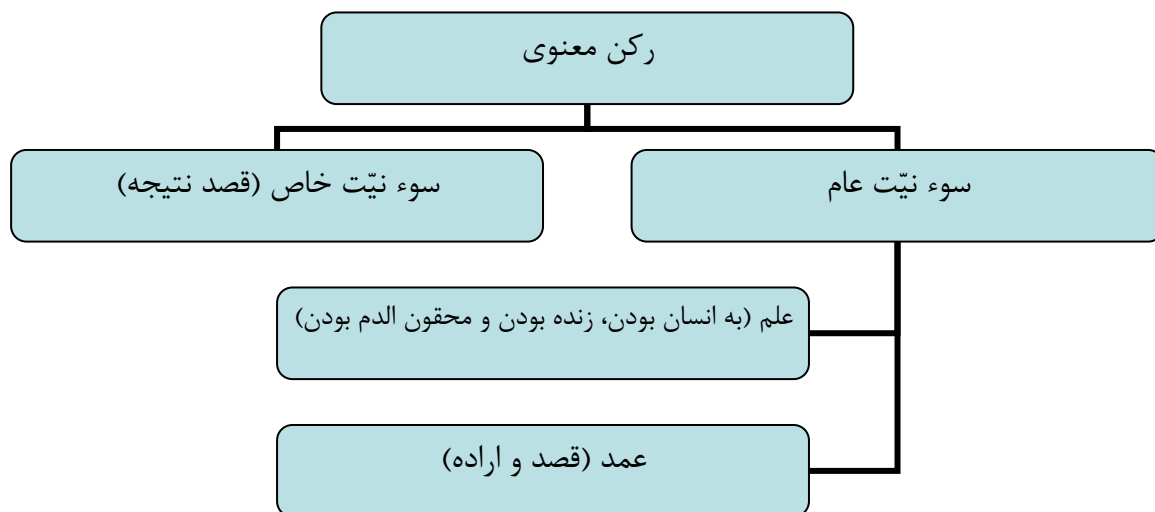 رکن معنوی
سوء نیّت عام
سوء نیّت خاص (قصد نتیجه)
علم (به انسان بودن، زنده بودن و محقون الدم بودن)
عمد (قصد و اراده)